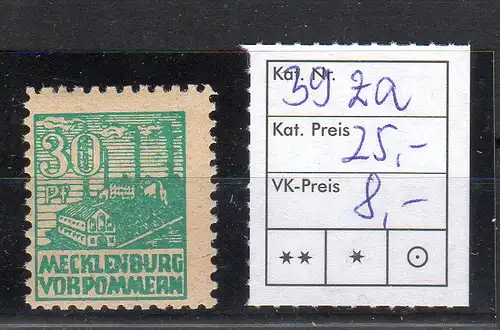 30
PF
MECKLENBURG
VORPOMMERN
Kat. Nr.
39 za
Kat. Preis
25,-
VK-Preis
8,-